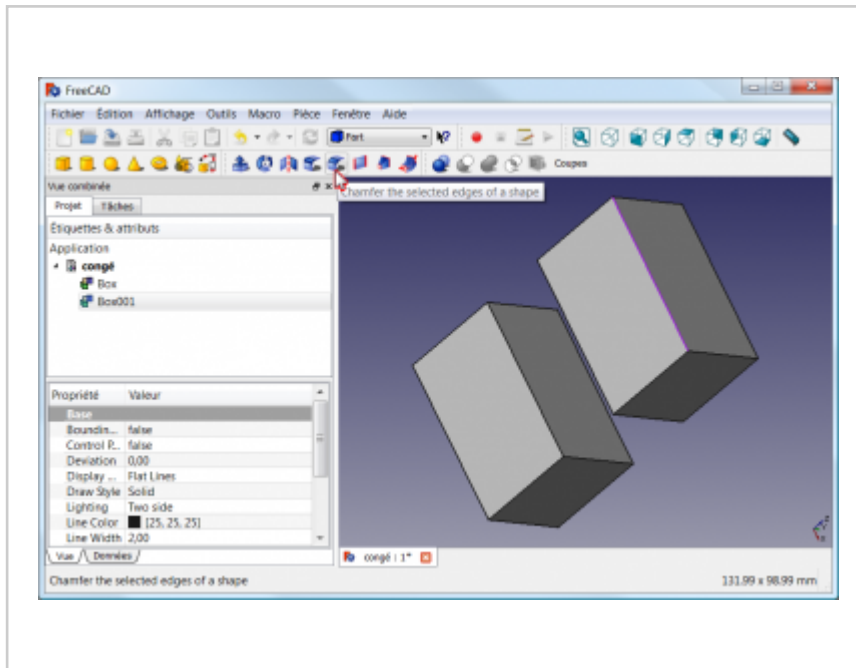 FreeCAD
Fichier Édition Affichage Outils Macro Pièce Fenêtre Aide
Part
Coupes
Vue combinée
Chamfer the selected edges of a shape
Projet Tâches
Étiquettes & attributs
Application
congé
Box
Box001
Propriété Valeur
Base
Boundin... false
Control P... false
Deviation 0,00
Display ... Flat Lines
Draw Style Solid
Lighting Two side
Line Color [25, 25, 25]
Line Width 2,00
Vue Données
congé : 1*
Chamfer the selected edges of a shape 131.99 x 98.99 mm